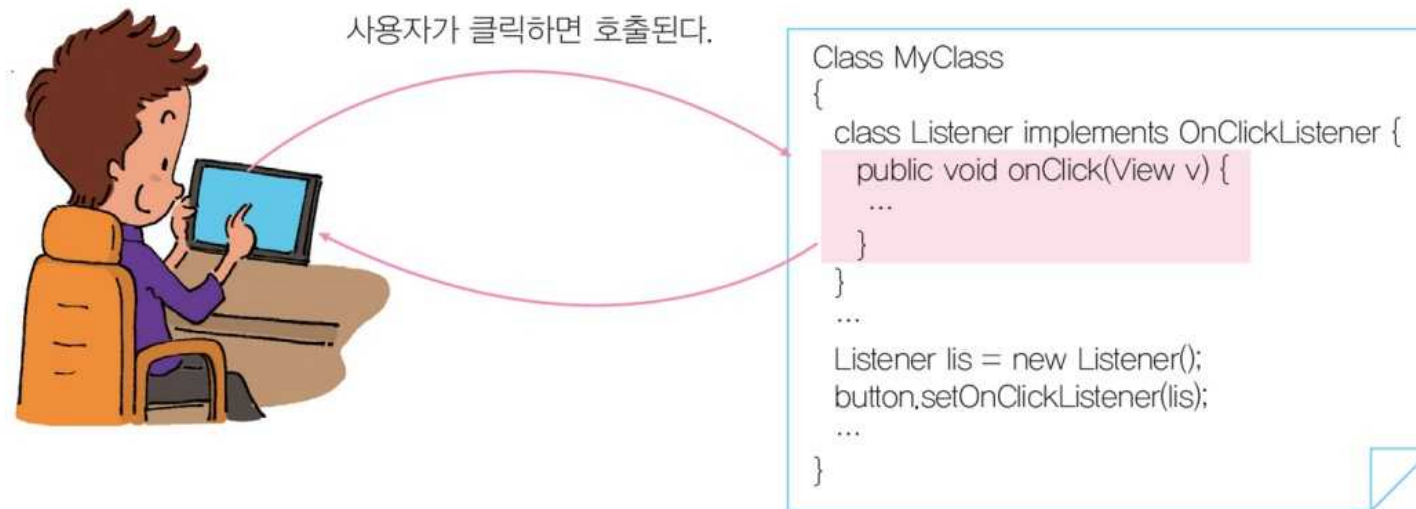 사용자가 클릭하면 호출된다.
Class MyClass
{
class Listener implements OnClickListener {
public void onClick(View v) {
...
}
}
...
Listener lis = new Listener();
button.setOnClickListener(lis);
...
}